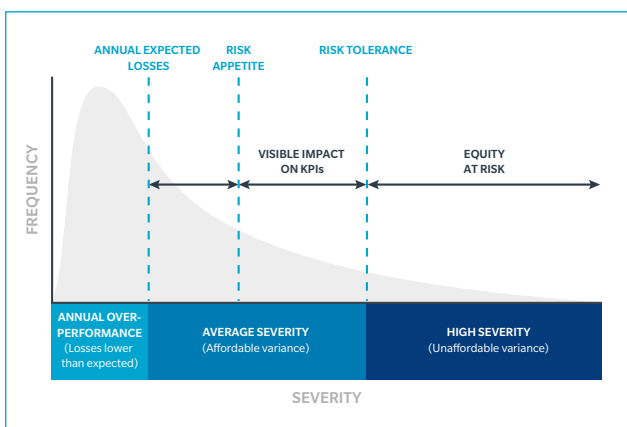 ANNUAL EXPECTED
LOSSES
RISK
APPETITE
RISK TOLERANCE
VISIBLE IMPACT
ON KPIs
EQUITY
AT RISK
FREQUENCY
ANNUAL OVER-
PERFORMANCE
(Losses lower
than expected)
AVERAGE SEVERITY
(Affordable variance)
HIGH SEVERITY
(Unaffordable variance)
SEVERITY